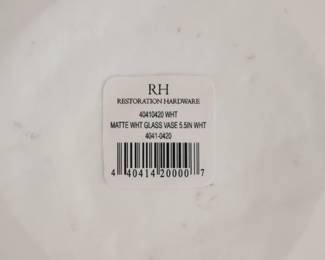 RH
RESTORATION HARDWARE
40410420 WHT
MATTE WHT GLASS VASE 5.5IN WHT
4041-0420
4 40414 20000 7